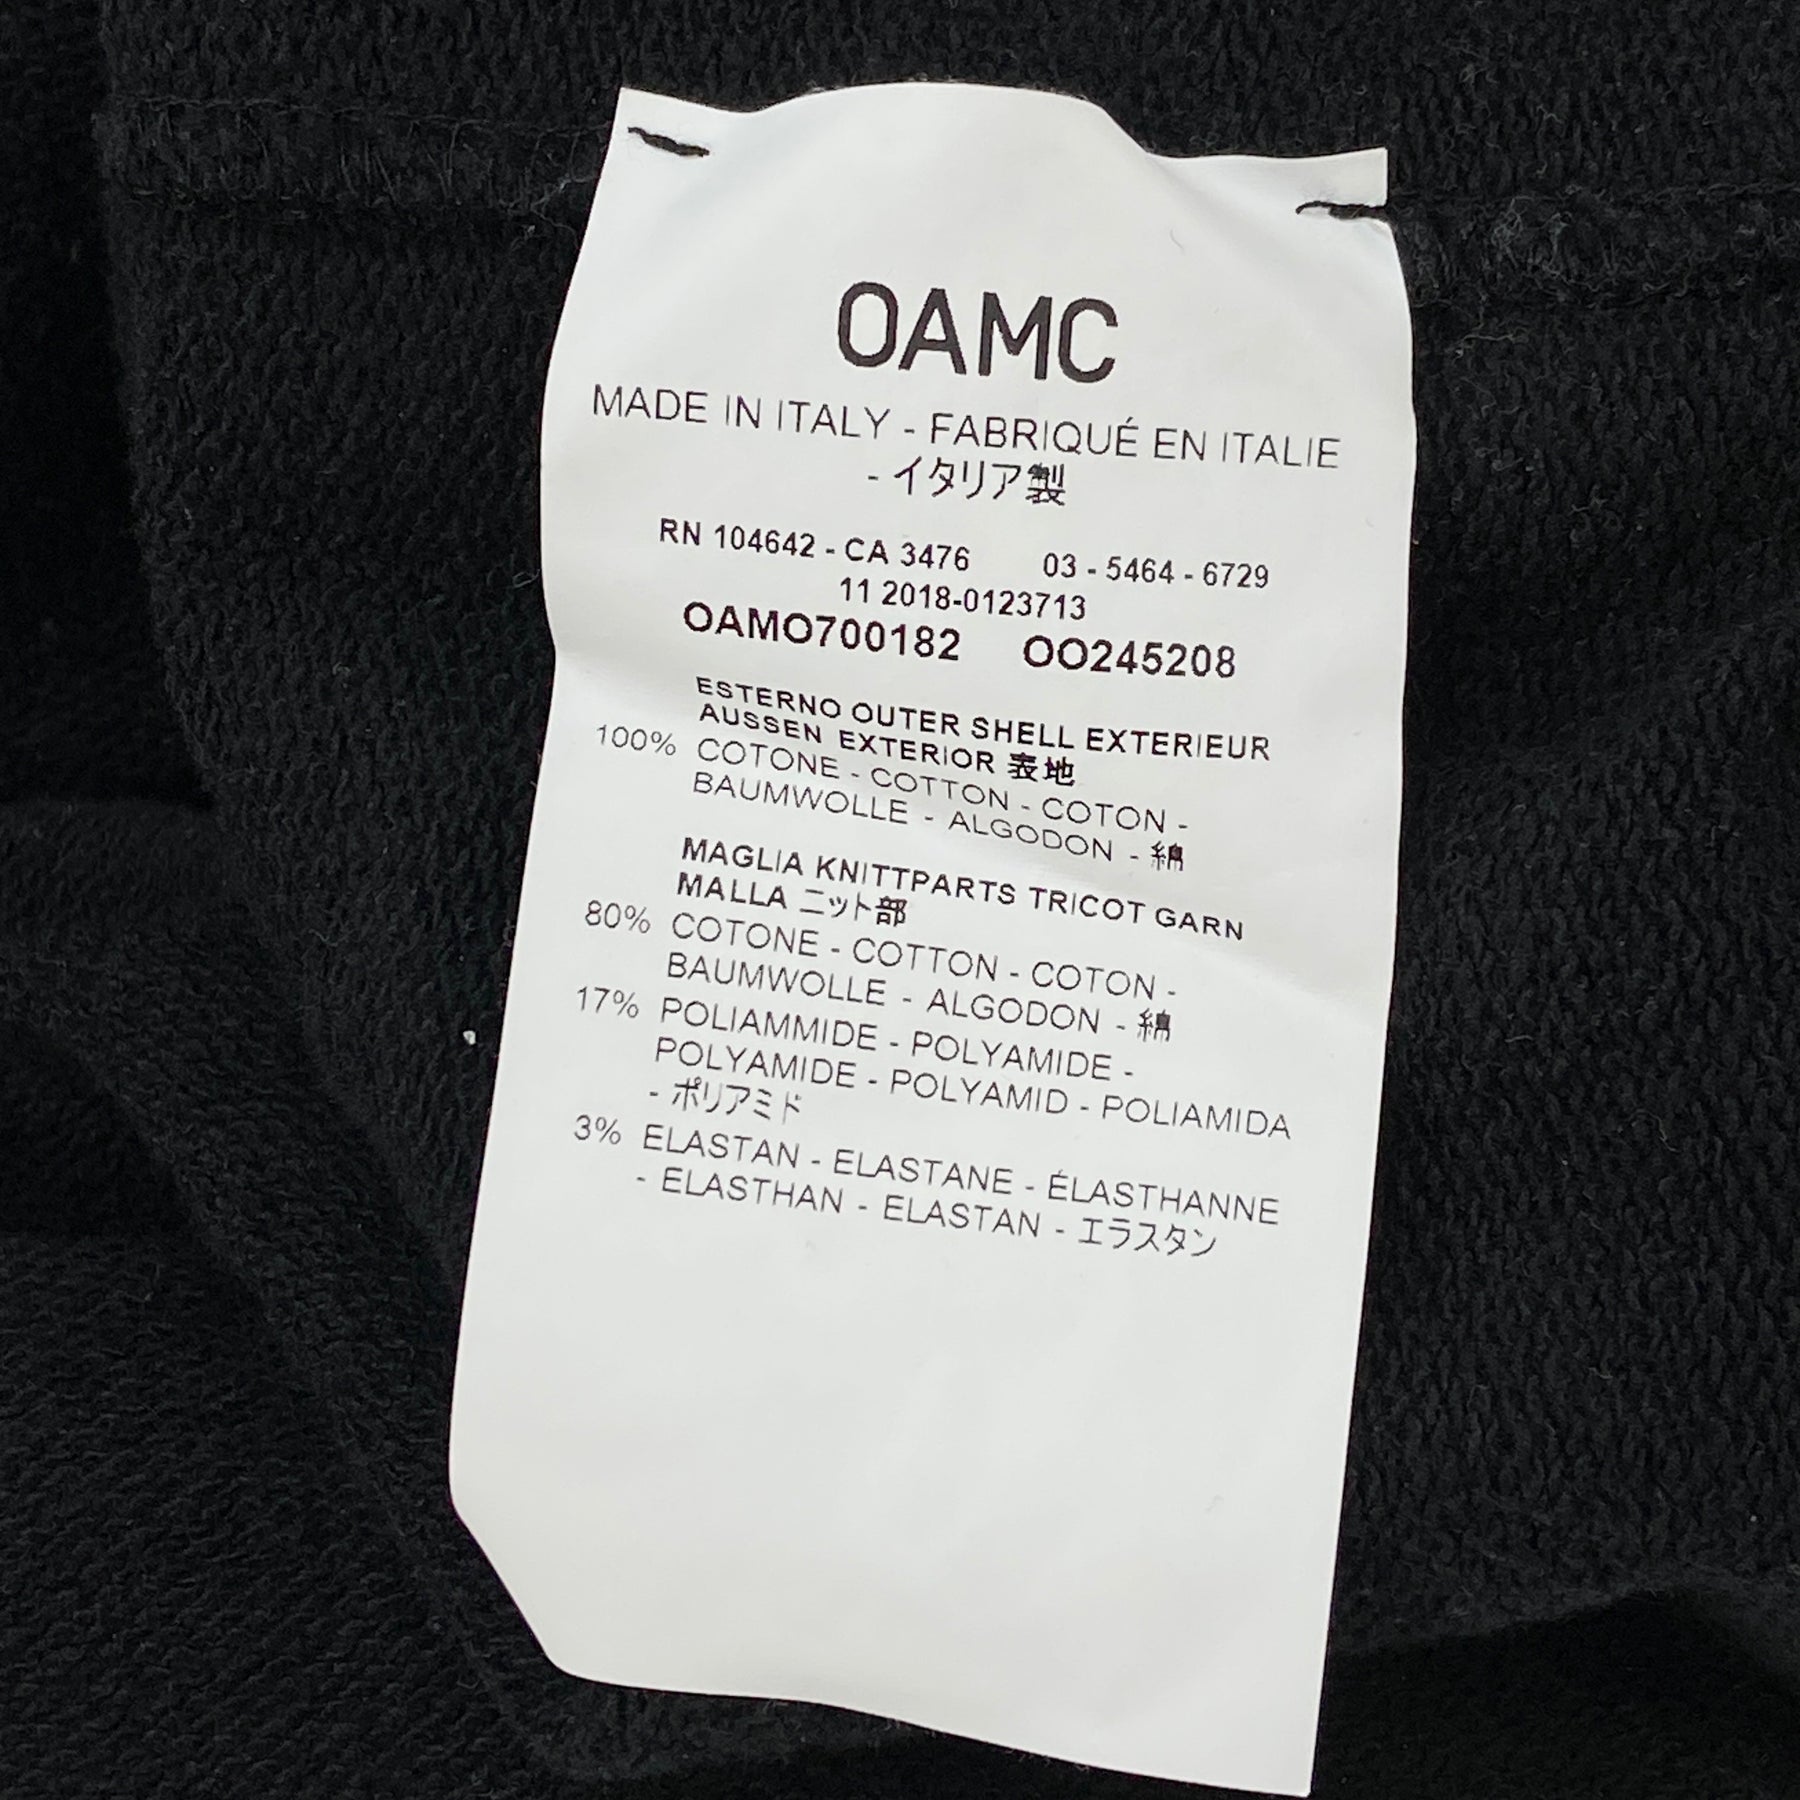 OAMC
MADE IN ITALY - FABRIQUÉ EN ITALIE
- イタリア製
RN 104642 - CA 3476 03 - 5464 - 6729
11 2018-0123713
OAMO700182 OO245208
ESTERNO OUTER SHELL EXTERIEUR
AUSSEN EXTERIOR 表地
100% COTONE - COTTON - COTON -
BAUMWOLLE - ALGODON - 綿
MAGLIA KNITTPARTS TRICOT GARN
MALLA ニット部
80% COTONE - COTTON - COTON -
BAUMWOLLE - ALGODON - 綿
17% POLIAMMIDE - POLYAMIDE -
POLYAMIDE - POLYAMID - POLIAMIDA
- ポリアミド
3% ELASTAN - ELASTANE - ÉLASTHANNE
- ELASTHAN - ELASTAN - エラスタン